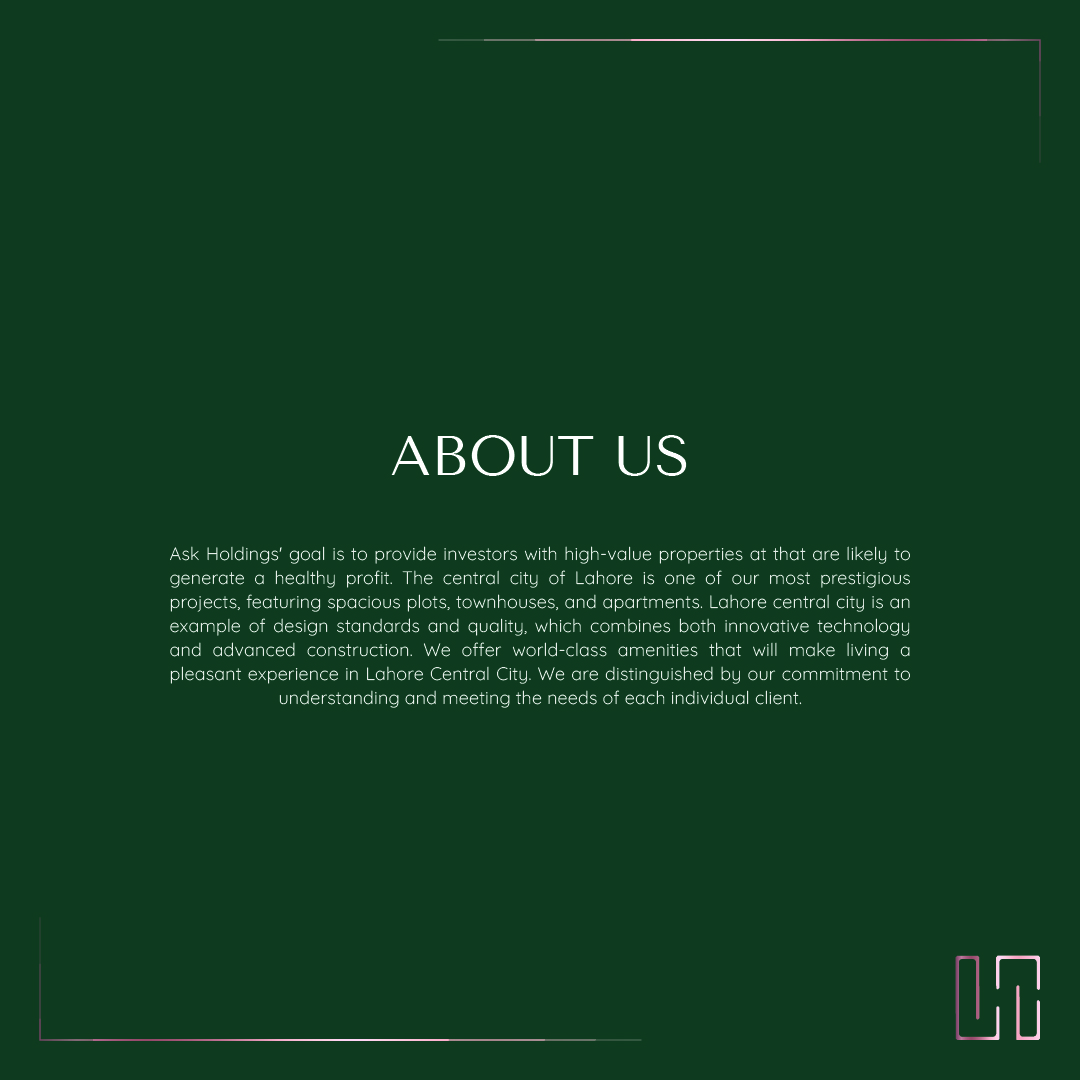 ABOUT US
Ask Holdings' goal is to provide investors with high-value properties at that are likely to
generate a healthy profit. The central city of Lahore is one of our most prestigious
projects, featuring spacious plots, townhouses, and apartments. Lahore central city is an
example of design standards and quality, which combines both innovative technology
and advanced construction. We offer world-class amenities that will make living a
pleasant experience in Lahore Central City. We are distinguished by our commitment to
understanding and meeting the needs of each individual client.